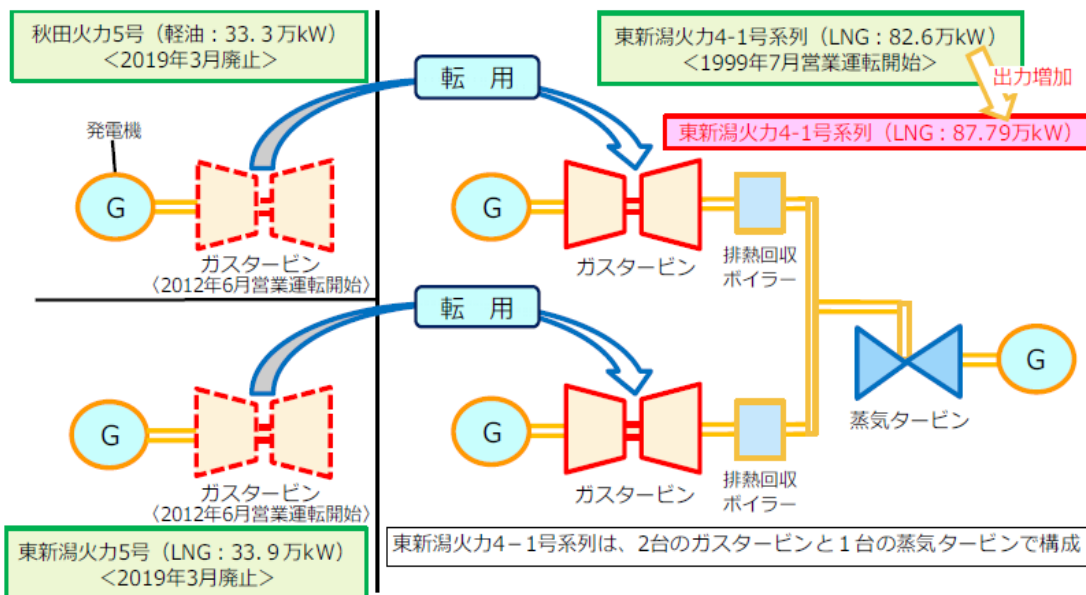 秋田火力5号（軽油：33.3万kW）
＜2019年3月廃止＞
転　用
東新潟火力4-1号系列（LNG：82.6万kW）
＜1999年7月営業運転開始＞
出力増加
東新潟火力4-1号系列（LNG：87.79万kW）
発電機
G
ガスタービン
〈2012年6月営業運転開始〉
G
ガスタービン
排熱回収
ボイラー
転　用
G
ガスタービン
〈2012年6月営業運転開始〉
G
ガスタービン
排熱回収
ボイラー
蒸気タービン
G
東新潟火力5号（LNG：33.9万kW）
＜2019年3月廃止＞
東新潟火力4－1号系列は、2台のガスタービンと１台の蒸気タービンで構成